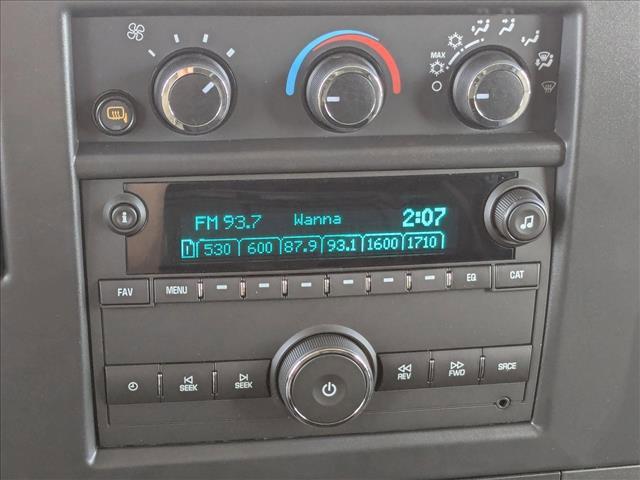 MAX
FM 93.7 Wanna 2:07
1 530 600 87.9 93.1 1600 1710
FAV MENU EQ CAT
SEEK SEEK REV FWD SRCE